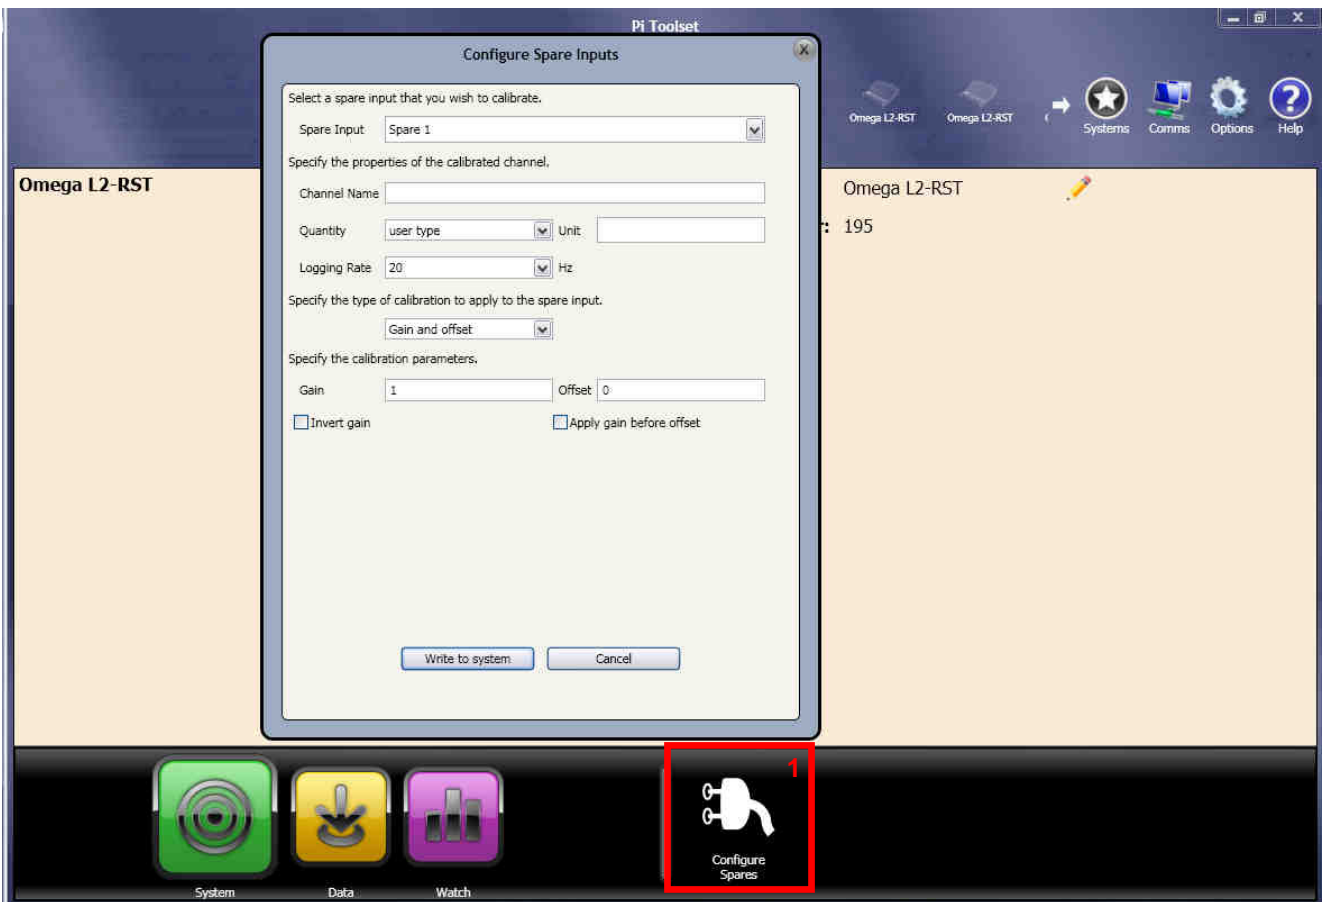 Pi Toolset
Configure Spare Inputs
X
Omega L2-RST
Omega L2-RST
Systems
Comms
Options
Help
Select a spare input that you wish to calibrate.
Spare Input Spare 1
Specify the properties of the calibrated channel.
Channel Name
Quantity user type Unit
Logging Rate 20 Hz
Specify the type of calibration to apply to the spare input.
Gain and offset
Specify the calibration parameters.
Gain 1 Offset 0
Invert gain Apply gain before offset
Write to system Cancel
Omega L2-RST
Omega L2-RST
: 195
1
Configure
Spares
System
Data
Watch